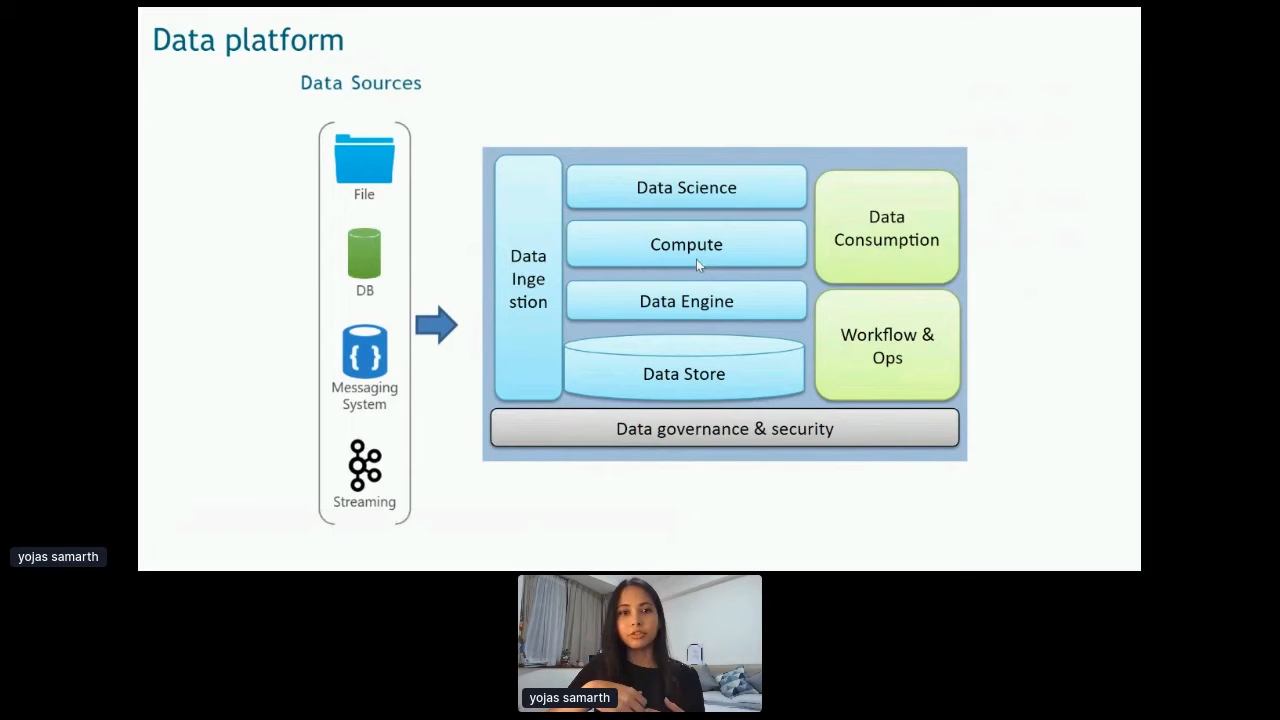 Data platform
Data Sources
File
DB
{ }
Messaging
System
Streaming
Data
Inge
stion
Data Science
Compute
Data Engine
Data Store
Data
Consumption
Workflow &
Ops
Data governance & security
yojas samarth
yojas samarth